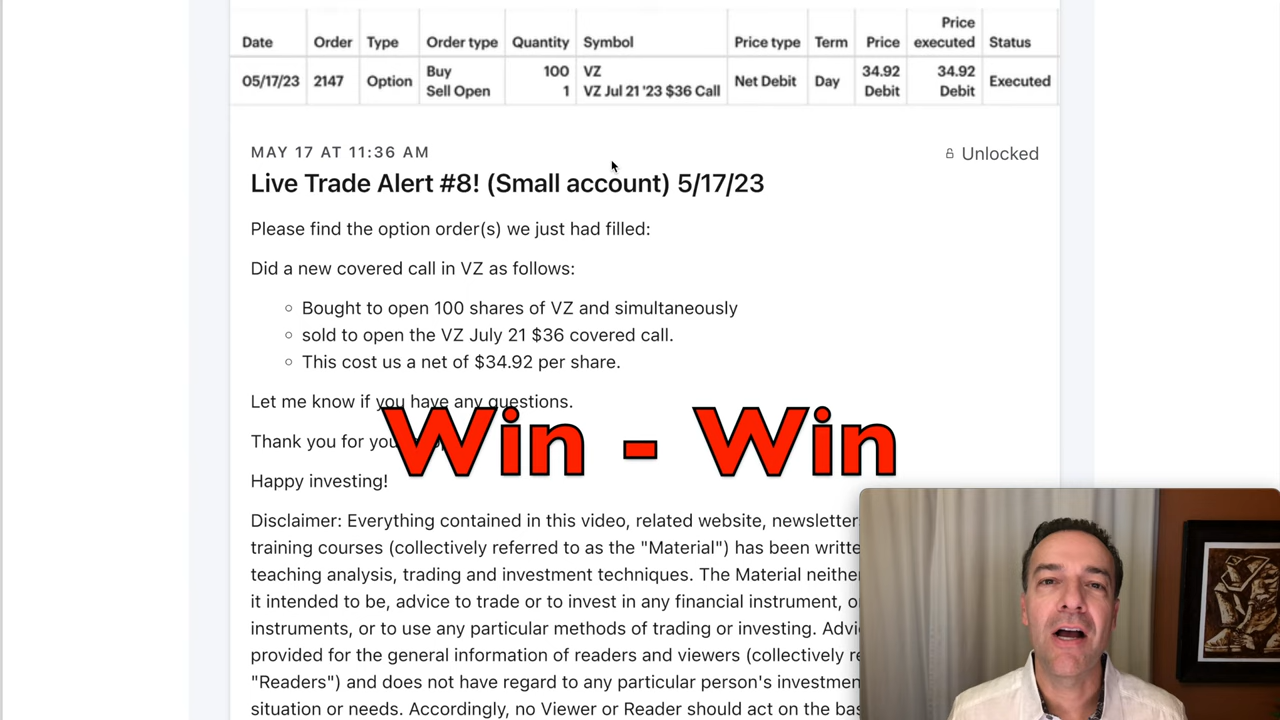 Date Order Type Order type Quantity Symbol Price type Term Price Price executed Status
05/17/23 2147 Option Buy 100 VZ Net Debit Day 34.92 Debit 34.92 Debit Executed
Sell Open 1 VZ Jul 21 '23 $36 Call
MAY 17 AT 11:36 AM
Unlocked
Live Trade Alert #8! (Small account) 5/17/23
Please find the option order(s) we just had filled:
Did a new covered call in VZ as follows:
Bought to open 100 shares of VZ and simultaneously
sold to open the VZ July 21 $36 covered call.
This cost us a net of $34.92 per share.
Let me know if you have any questions.
Thank you for
Win - Win
Happy investing!
Disclaimer: Everything contained in this video, related website, newsletter
training courses (collectively referred to as the "Material") has been
teaching analysis, trading and investment techniques. The Material
it intended to be, advice to trade or to invest in any financial instrument,
instruments, or to use any particular methods of trading or investing.
provided for the general information of readers and viewers (collectively
"Readers") and does not have regard to any particular person's
situation or needs. Accordingly, no Viewer or Reader should act on the